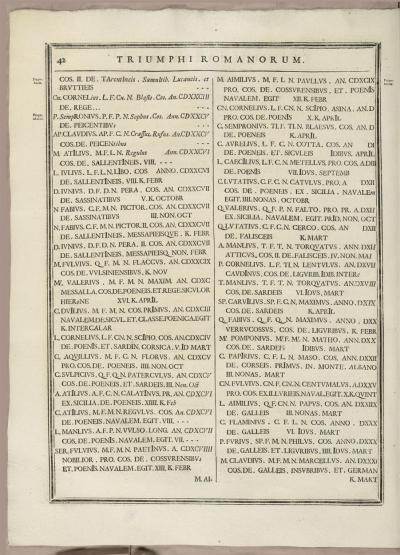 42
TRIUMPHI ROMANORUM.
COS. II. DE. TArentIneis. Samnitib. Lucaneis. et
BRVTTIEIS
Cn. CORNELius. L.F. Cn. N. Blasio. Cos. An. CDXXCIII
DE. REGE...
P. SemPRONIVS. P.F. P.N. Sophus. Cos. Ann. CDXXCV
DE. PEICENTIBVs
AP. CLAVDIVS. AP. F. C. N. Crassus. Rufus. An. CDXXCV
COS. DE. PEICENtibus
M. ATILIVS. M.F. L.N. Regulus Ann. CDXXCVI
COS. DE. SALLENTINEIS. VIII.
L. IVLIVS. L.F. L.N. LIBO. COS ANNO. CDXXCVI
DE. SALLENTINEIS. VIII. K. FEBR
D. IVNIVS. D.F. D.N. PERA. COS. AN. CDXXCVII
DE. SASSINATIBVS V. K. OCTOBR
N FABIVS. C.F. M.N. PICTOR. COS. AN. CDXXCVII
DE. SASSINATIBVS III. NON. OCT
N. FABIVS. C.F. M.N. PICTOR. II. COS. AN. CDXXCVII
DE. SALLENTINEIS. MESSAPIEISQVE. K. FEBR
D. IVNIVS. D.F. D.N. PERA. II. COS. AN. CDXXCVII
DE. SALLENTINEIS. MESSAPIEISQ. NON. FEBR
M. FVLVIVS. Q. F. M. N. FLACCVS. AN. CDXXCIX
COS. DE. VVLSINIENSIBVS. K. NOV
M'. VALERIVS. M.F. M. N MAXIM. AN. CDXC
MESSALLA. COS. DE. POENEIS. ET. REGE. SICVLOR
HIERoNE XVI. K. APRIL
C. DVILIVS. M.F. M. N. COS. PRIMVS. AN. CDXCIII
NAVALEM. DE. SICVL. ET. CLASSE. POENICA. EGIT
K. INTERCALAR
L. CORNELIVS. L.F. CN. N. SCIPIO. COS. AN. CDXCIV
DE. POENIS. ET. SARDIN. CORSICA. V. ID MART
C. AQVILLIVS. M.F. C. N. FLORVS. AN. CDXCV
PRO. COS. DE. POENEIS. IIII. NON. OCT
C. SVLPICIVS. Q.F. Q.N. PATERCVLVS. AN. CDXCV
COS. DE. POENEIS. ET. SARDEIS. III. Non. Oct
A. ATILIVS. A.F. C. N. CALATINVS. PR. AN. CDXCVI
EX. SICILIA. DE. POENEIS. XIIII. K. Feb
C. ATILIVS. M.F. M. N. REGVLVS. COS. An. CDXCVI
DE. POENEIS. NAVALEM. EGIT. VIII.
L. MANLIVS. A.F. P. N. VVLSO. LONG. AN. CDXCVII
COS. DE. POENEIS. NAVALEM. EGIT. VII.
SER. FVLVIVS. M.F. M. N. PAETINVS. A. CDXCVIIII
NOBILIOR. PRO. COS. DE. COSSVRENSIBVs
ET. POENIS. NAVALEM. EGIT. XIII. K. FEBR
M. AI-
M. AIMILIVS. M. F. L. N PAVLLVS. AN. CDXCIX
PRO. COS. DE. COSSVRENSIBVS. ET. POENIS
NAVALEM. EGIT XII. K. FEBR
CN. CORNELIVS. L. F. CN. N. SCIPIO. ASINA. AN. D
PRO. COS. DE. POENIS X. K. APRIL
C. SEMPRONIVS. TI. F. TI. N. BLAESVS. COS. AN. D
DE. POENEIS K. APRIL
C. AVRELIVS. L. F. C. N. COTTA. COS. AN DI
DE. POENEIS. ET. SICVLEIS IDIBVS. APRIL
L. CAECILIVS. L. F. C. N. METELLVS. PRO. COS. A. DIII
DE. POENIS VII. IDVS. SEPTEMB
C. LVTATIVS. C. F. C. N. CATVLVS. PRO. A DXII
COS. DE. POENEIS. EX. SICILIA. NAVALEm
EGIT. IIII. NONAS. OCTOBR
Q. VALERIVS. Q. F. P. N. FALTO. PRO. PR. A DXII
EX. SICILIA. NAVALEM. EGIT. PRID. NON. OCT
Q. LVTATIVS. C. F. C. N. CERCO. COS. AN DXII
DE. FALISCEIS K. MART
A. MANLIVS. T. F. T. N. TORQVATVS. ANN. DXII
ATTICVS. COS. II. DE. FALISCEIS. IV. NON. MAI
P. CORNELIVS. L. F. TI. N. LENTVLVS. AN. DXVII
CAVDINVS. COS. DE. LIGVRIB. IDIB. INTERc
T. MANLIVS. T. F. T. N. TORQVATVS. AN. DXVIII
COS. DE. SARDEIS VI. IDVS. MART
SP. CARVILIVS. SP. F. C. N. MAXIMVS. ANNO. DXIX
COS. DE. SARDEIS K. APRIL
Q. FABIVS. Q. F. Q. N. MAXIMVS. ANNO. DXX
VERRVCOSSVS. COS. DE. LIGVRIBVS. K. FEBR
M'. POMPONIVS. M'. F. M'. N. MATHO. ANN. DXX
COS. DE. SARDEIS IDIBVS. MART
C. PAPIRIVS. C. F. L. N. MASO. COS. ANN. DXXII
DE. CORSEIS. PRIMVS. IN. MONTE. ALBANO
III. NONAS. MART
CN. FVLVIVS. CN. F. CN. N. CENTVMALVS. A. DXXV
PRO. COS. EX. ILLVRIEIS. NAVAL. EGIT. X. K. QVINT
L. AIMILIVS. Q. F. CN. N. PAPVS. COS. AN. DXXIIX
DE. GALLEIS III. NONAS. MART
C. FLAMINIVS. C. F. L. N COS. ANNO. DXXX
DE. GALLEIS VI. IDVS. MART
P. FVRIVS. SP. F. M. N. PHILVS. COS. ANNO. DXXX
DE. GALLEIS. ET. LIGVRIBVS. IIII. IDVS. MART
M. CLAVDIVS. M. F. M. N. MARCELLVS. AN. DXXXI
COS. DE. GALLEIS. INSVBRIBVS. ET. GERMAN
K. MART